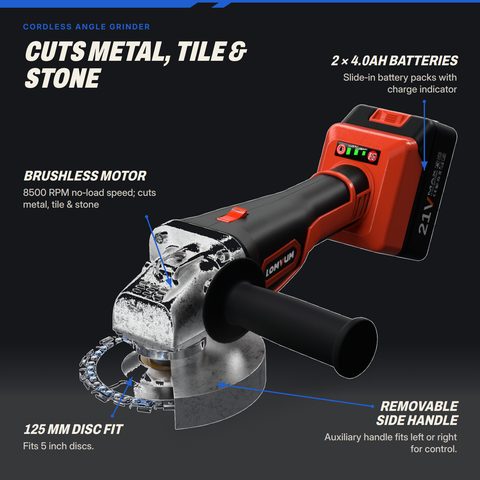 CORDLESS ANGLE GRINDER
CUTS METAL, TILE &
STONE
2 × 4.0AH BATTERIES
Slide-in battery packs with
charge indicator
BRUSHLESS MOTOR
8500 RPM no-load speed; cuts
metal, tile & stone
21V
LOMVUM
125 MM DISC FIT
Fits 5 inch discs.
REMOVABLE
SIDE HANDLE
Auxiliary handle fits left or right
for control.